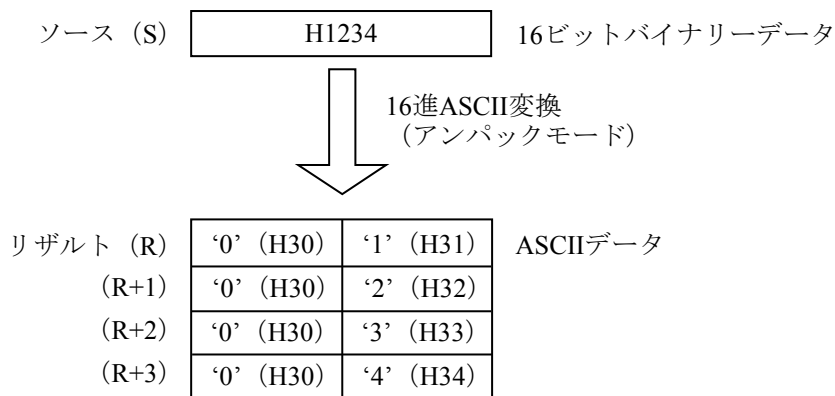 ソース（S） H1234 16ビットバイナリーデータ
16進ASCII変換
（アンパックモード）
リザルト（R） ‘0’（H30） ‘1’（H31） ASCIIデータ
（R+1） ‘0’（H30） ‘2’（H32）
（R+2） ‘0’（H30） ‘3’（H33）
（R+3） ‘0’（H30） ‘4’（H34）